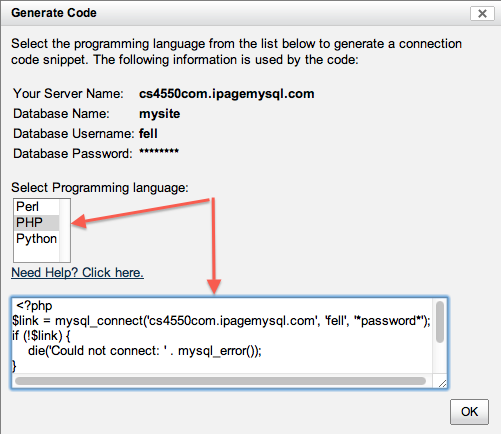 Generate Code
Select the programming language from the list below to generate a connection
code snippet. The following information is used by the code:
Your Server Name: cs4550com.ipagemysql.com
Database Name: mysite
Database Username: fell
Database Password: ********
Select Programming language:
Perl
PHP
Python
Need Help? Click here.
<?php
$link = mysql_connect('cs4550com.ipagemysql.com', 'fell', '*password*');
if (!$link) {
    die('Could not connect: ' . mysql_error());
}
OK